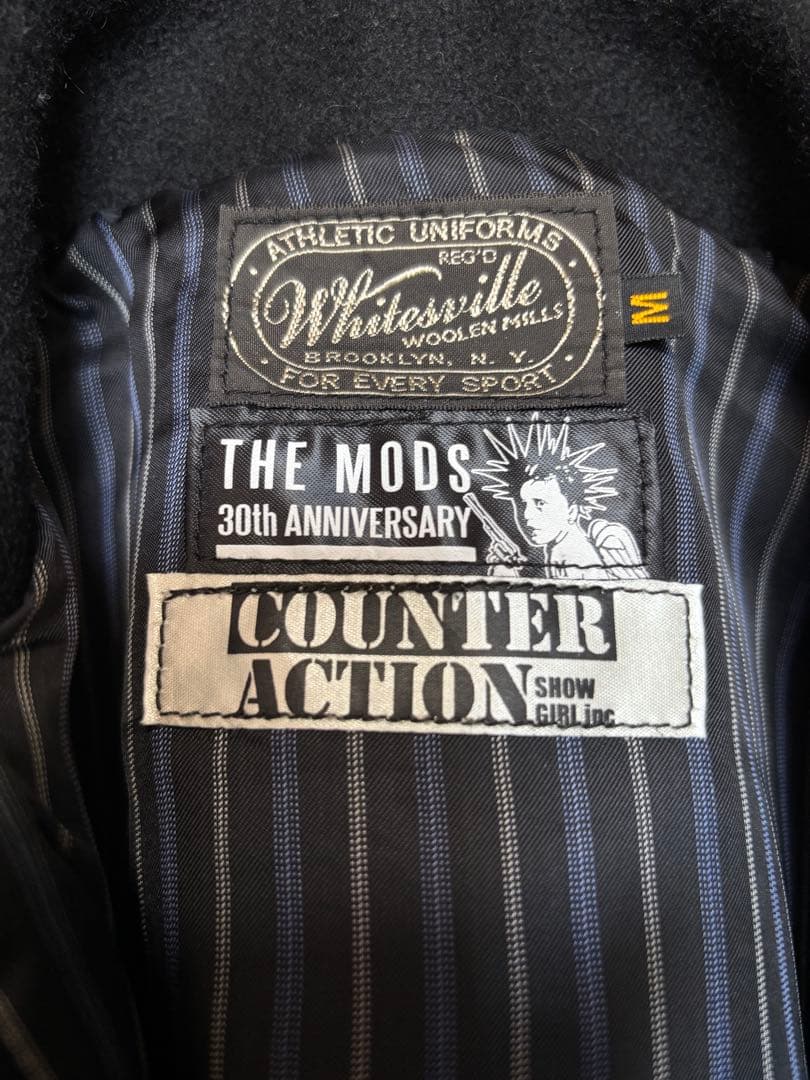 · ATHLETIC UNIFORMS ·
REG'D
Whitesville
WOOLEN MILLS
BROOKLYN, N. Y.
· FOR EVERY SPORT ·
M
THE MODS
30th ANNIVERSARY
COUNTER
ACTION
SHOW
GIRL inc